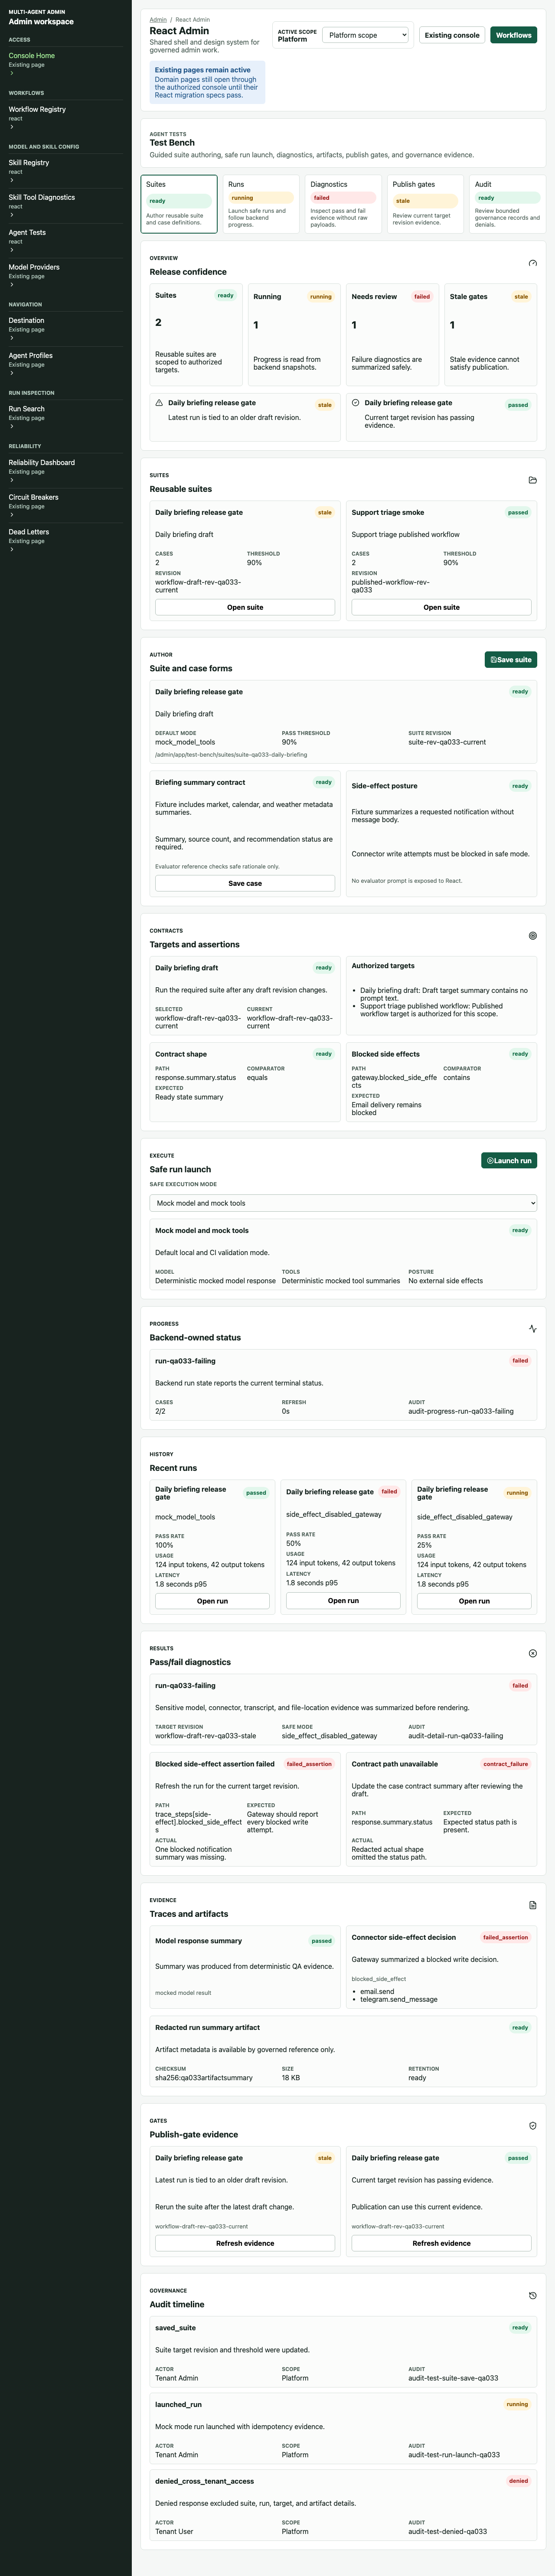 MULTI-AGENT ADMIN
Admin workspace
ACCESS
Console Home
Existing page
WORKFLOWS
Workflow Registry
react
MODEL AND SKILL CONFIG
Skill Registry
react
Skill Tool Diagnostics
react
Agent Tests
react
Model Providers
Existing page
NAVIGATION
Destination
Existing page
Agent Profiles
Existing page
RUN INSPECTION
Run Search
Existing page
RELIABILITY
Reliability Dashboard
Existing page
Circuit Breakers
Existing page
Dead Letters
Existing page
Admin / React Admin
React Admin
Shared shell and design system for
governed admin work.
ACTIVE SCOPE
Platform
Platform scope
Existing console
Workflows
Existing pages remain active
Domain pages still open through
the authorized console until their
React migration specs pass.
AGENT TESTS
Test Bench
Guided suite authoring, safe run launch, diagnostics, artifacts, publish gates, and governance evidence.
Suites
ready
Author reusable suite
and case definitions.
Runs
running
Launch safe runs and
follow backend
progress.
Diagnostics
failed
Inspect pass and fail
evidence without raw
payloads.
Publish gates
stale
Review current target
revision evidence.
Audit
ready
Review bounded
governance records and
denials.
OVERVIEW
Release confidence
Suites
ready
2
Reusable suites are
scoped to authorized
targets.
Running
running
1
Progress is read from
backend snapshots.
Needs review
failed
1
Failure diagnostics are
summarized safely.
Stale gates
stale
1
Stale evidence cannot
satisfy publication.
Daily briefing release gate
stale
Latest run is tied to an older draft revision.
Daily briefing release gate
passed
Current target revision has passing
evidence.
SUITES
Reusable suites
Daily briefing release gate
stale
Daily briefing draft
CASES
2
THRESHOLD
90%
REVISION
workflow-draft-rev-qa033-
current
Open suite
Support triage smoke
passed
Support triage published workflow
CASES
2
THRESHOLD
90%
REVISION
published-workflow-rev-
qa033
Open suite
AUTHOR
Suite and case forms
Save suite
Daily briefing release gate
ready
Daily briefing draft
DEFAULT MODE
mock_model_tools
PASS THRESHOLD
90%
SUITE REVISION
suite-rev-qa033-current
/admin/app/test-bench/suites/suite-qa033-daily-briefing
Briefing summary contract
ready
Fixture includes market, calendar, and weather metadata
summaries.
Summary, source count, and recommendation status are
required.
Evaluator reference checks safe rationale only.
Save case
Side-effect posture
ready
Fixture summarizes a requested notification without
message body.
Connector write attempts must be blocked in safe mode.
No evaluator prompt is exposed to React.
CONTRACTS
Targets and assertions
Daily briefing draft
ready
Run the required suite after any draft revision changes.
SELECTED
workflow-draft-rev-qa033-
current
CURRENT
workflow-draft-rev-qa033-
current
Authorized targets
• Daily briefing draft: Draft target summary contains no
prompt text.
• Support triage published workflow: Published
workflow target is authorized for this scope.
Contract shape
ready
PATH
response.summary.status
COMPARATOR
equals
EXPECTED
Ready state summary
Blocked side effects
ready
PATH
gateway.blocked_side_effe
cts
COMPARATOR
contains
EXPECTED
Email delivery remains
blocked
EXECUTE
Safe run launch
Launch run
SAFE EXECUTION MODE
Mock model and mock tools
Mock model and mock tools
ready
Default local and CI validation mode.
MODEL
Deterministic mocked model response
TOOLS
Deterministic mocked tool summaries
POSTURE
No external side effects
PROGRESS
Backend-owned status
run-qa033-failing
failed
Backend run state reports the current terminal status.
CASES
2/2
REFRESH
0s
AUDIT
audit-progress-run-qa033-failing
HISTORY
Recent runs
Daily briefing release
gate
passed
mock_model_tools
PASS RATE
100%
USAGE
124 input tokens, 42 output tokens
LATENCY
1.8 seconds p95
Open run
Daily briefing release gate
failed
side_effect_disabled_gateway
PASS RATE
50%
USAGE
124 input tokens, 42 output tokens
LATENCY
1.8 seconds p95
Open run
Daily briefing release
gate
running
side_effect_disabled_gateway
PASS RATE
25%
USAGE
124 input tokens, 42 output tokens
LATENCY
1.8 seconds p95
Open run
RESULTS
Pass/fail diagnostics
run-qa033-failing
failed
Sensitive model, connector, transcript, and file-location evidence was summarized before rendering.
TARGET REVISION
workflow-draft-rev-qa033-stale
SAFE MODE
side_effect_disabled_gateway
AUDIT
audit-detail-run-qa033-failing
Blocked side-effect assertion failed
failed_assertion
Refresh the run for the current target revision.
PATH
trace_steps[side-
effect].blocked_side_effect
s
EXPECTED
Gateway should report
every blocked write
attempt.
ACTUAL
One blocked notification
summary was missing.
Contract path unavailable
contract_failure
Update the case contract summary after reviewing the
draft.
PATH
response.summary.status
EXPECTED
Expected status path is
present.
ACTUAL
Redacted actual shape
omitted the status path.
EVIDENCE
Traces and artifacts
Model response summary
passed
Summary was produced from deterministic QA evidence.
mocked model result
Connector side-effect decision
failed_assertion
Gateway summarized a blocked write decision.
blocked_side_effect
• email.send
• telegram.send_message
Redacted run summary artifact
ready
Artifact metadata is available by governed reference only.
CHECKSUM
sha256:qa033artifactsummary
SIZE
18 KB
RETENTION
ready
GATES
Publish-gate evidence
Daily briefing release gate
stale
Latest run is tied to an older draft revision.
Rerun the suite after the latest draft change.
workflow-draft-rev-qa033-current
Refresh evidence
Daily briefing release gate
passed
Current target revision has passing evidence.
Publication can use this current evidence.
workflow-draft-rev-qa033-current
Refresh evidence
GOVERNANCE
Audit timeline
saved_suite
ready
Suite target revision and threshold were updated.
ACTOR
Tenant Admin
SCOPE
Platform
AUDIT
audit-test-suite-save-qa033
launched_run
running
Mock mode run launched with idempotency evidence.
ACTOR
Tenant Admin
SCOPE
Platform
AUDIT
audit-test-run-launch-qa033
denied_cross_tenant_access
denied
Denied response excluded suite, run, target, and artifact details.
ACTOR
Tenant User
SCOPE
Platform
AUDIT
audit-test-denied-qa033